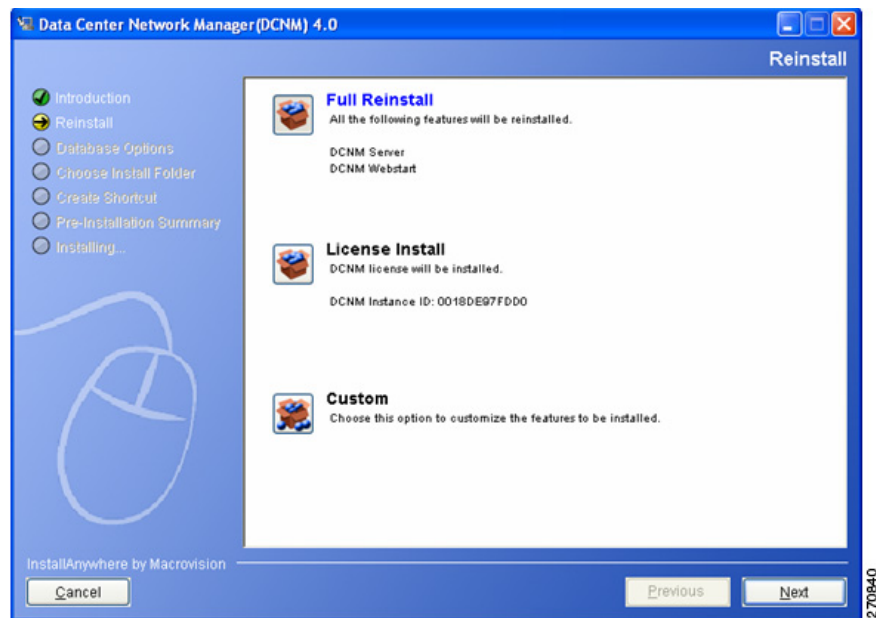 Data Center Network Manager(DCNM) 4.0
Reinstall
Introduction
Reinstall
Database Options
Choose Install Folder
Create Shortcut
Pre-Installation Summary
Installing...
Full Reinstall
All the following features will be reinstalled.
DCNM Server
DCNM Webstart
License Install
DCNM license will be installed.
DCNM Instance ID: 0018DE97FDD0
Custom
Choose this option to customize the features to be installed.
InstallAnywhere by Macrovision
Cancel
Previous
Next
270840